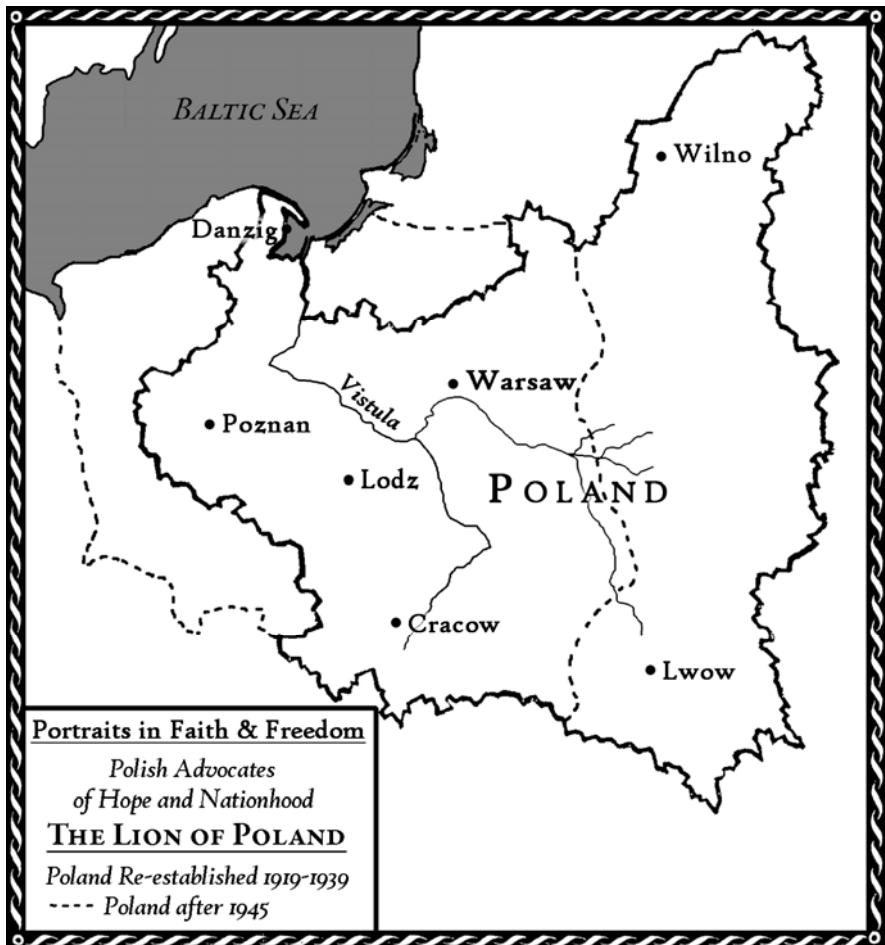 BALTIC SEA
Wilno
Danzig
Warsaw
Vistula
Poznan
Lodz
POLAND
Cracow
Lwow
Portraits in Faith & Freedom
Polish Advocates
of Hope and Nationhood
THE LION OF POLAND
Poland Re-established 1919-1939
---- Poland after 1945